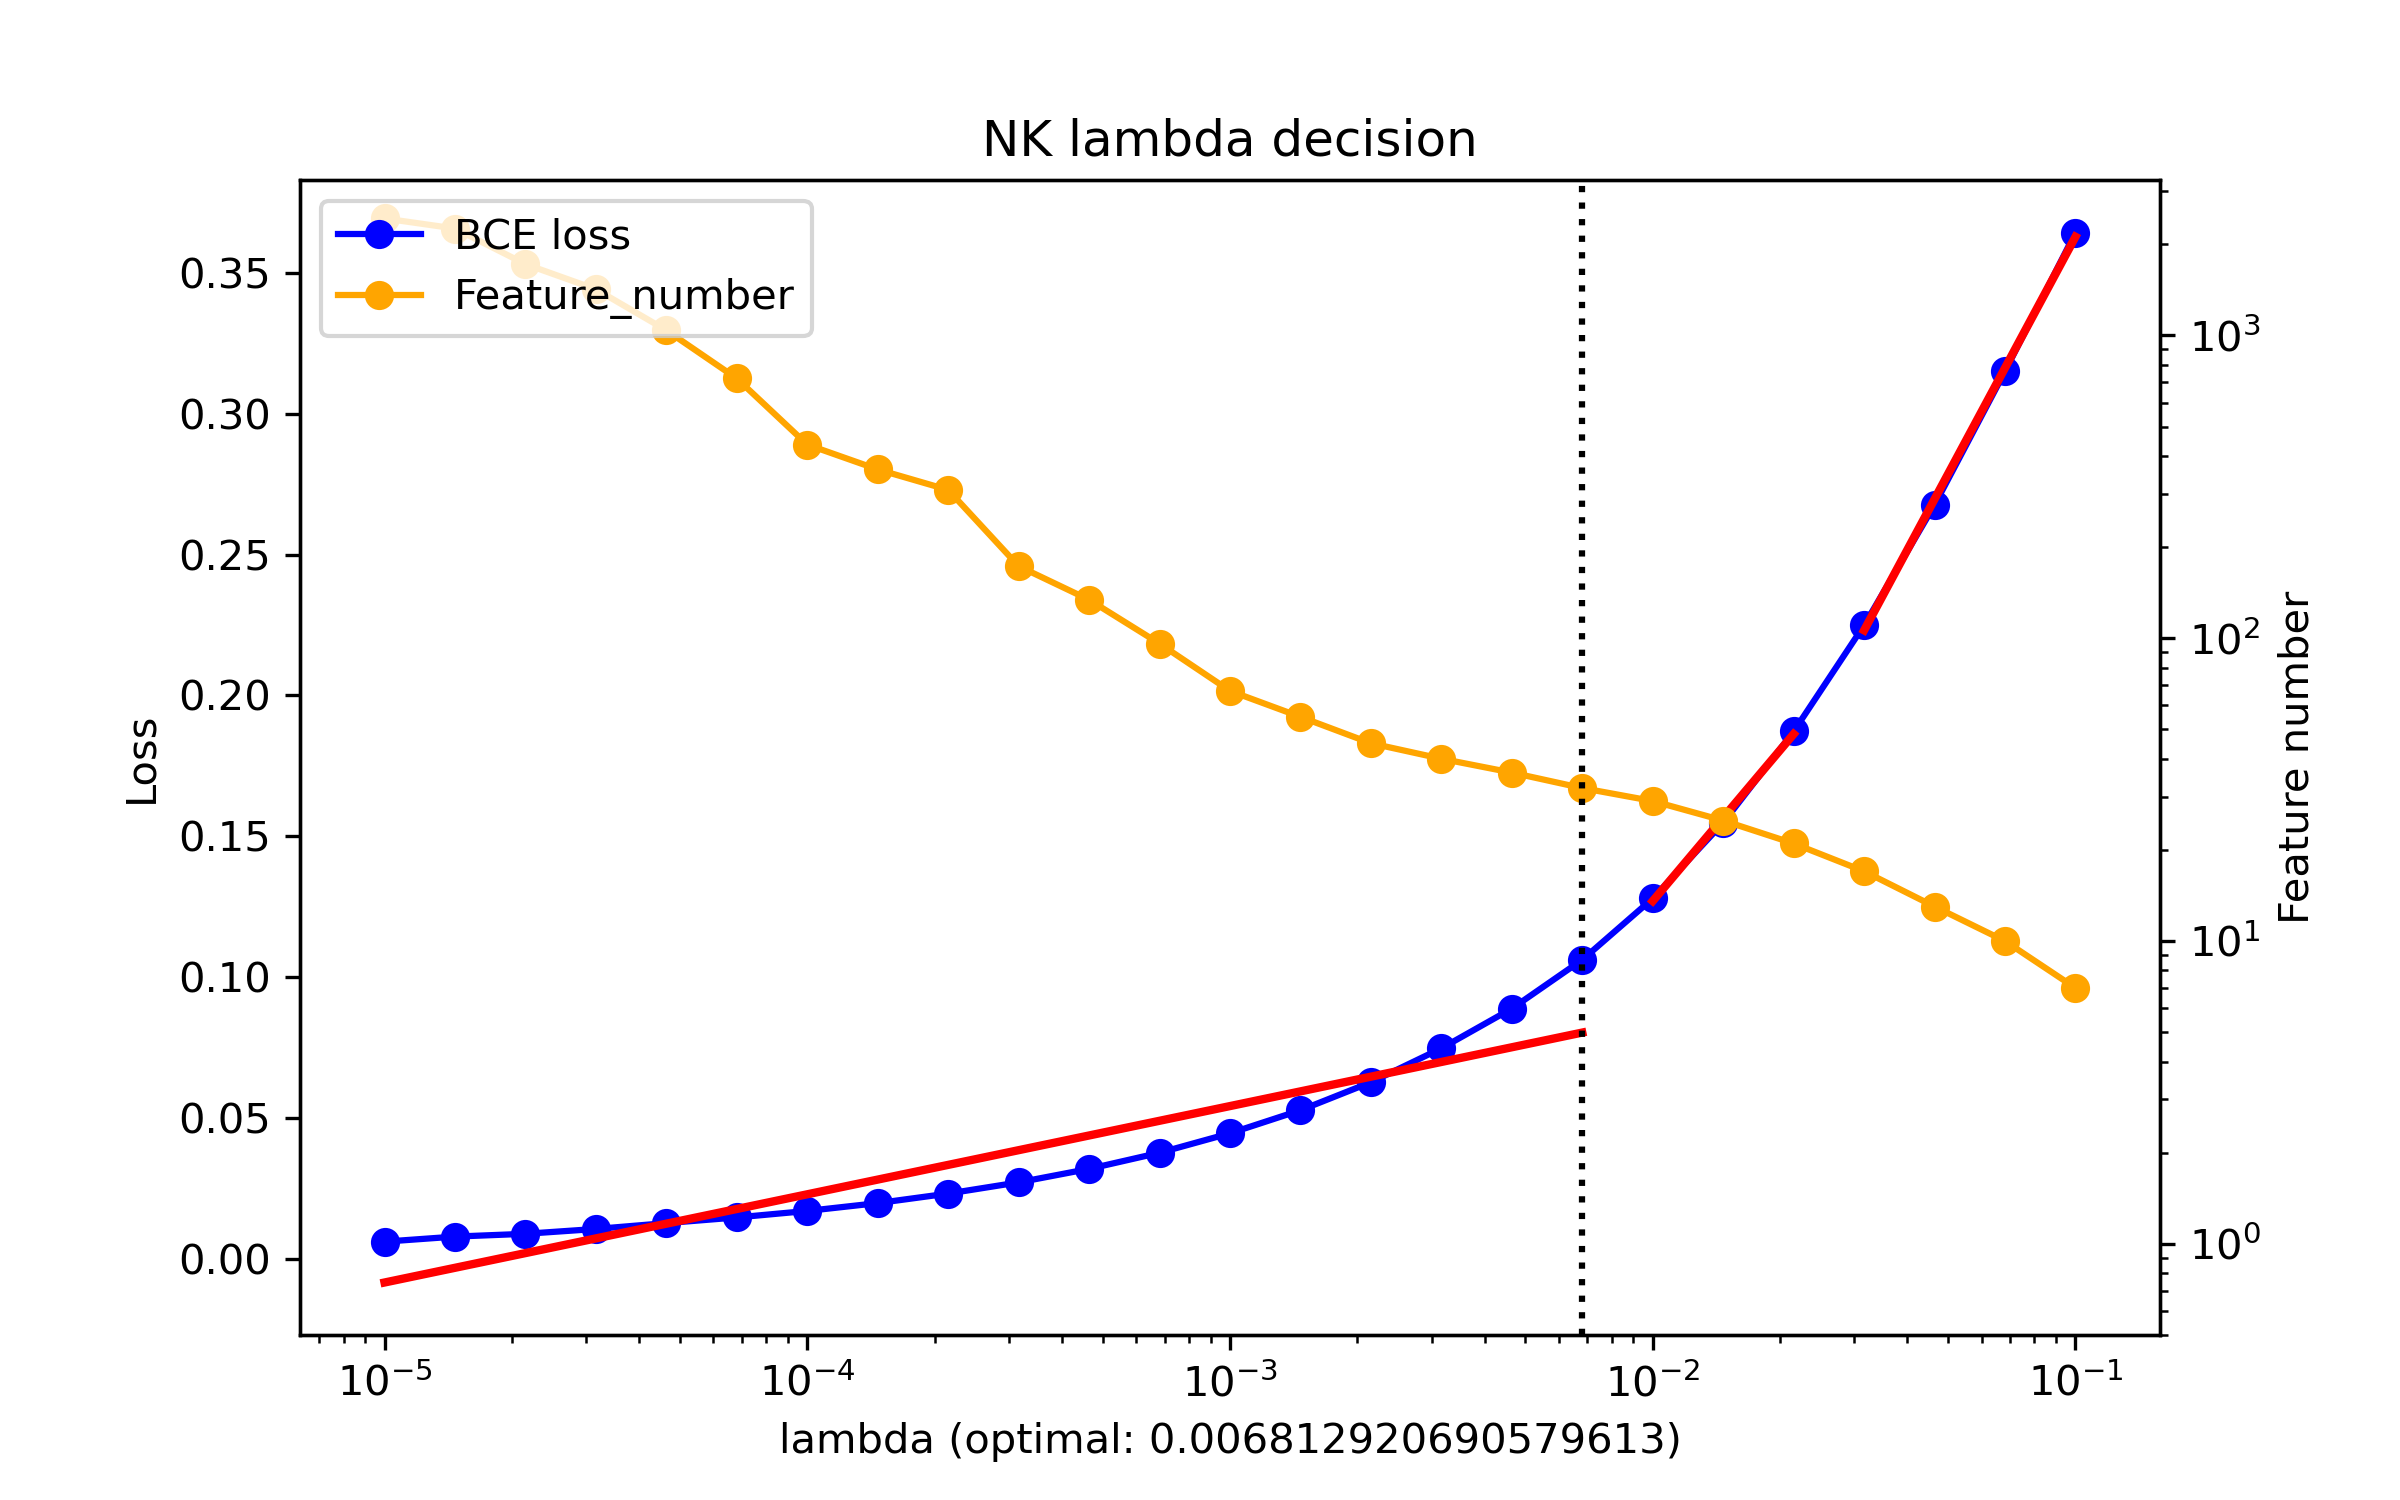 NK lambda decision
BCE loss
Feature_number
0.35
0.30
0.25
0.20
0.15
0.10
0.05
0.00
Loss
10³
10²
10¹
10⁰
Feature number
10⁻⁵ 10⁻⁴ 10⁻³ 10⁻² 10⁻¹
lambda (optimal: 0.006812920690579613)